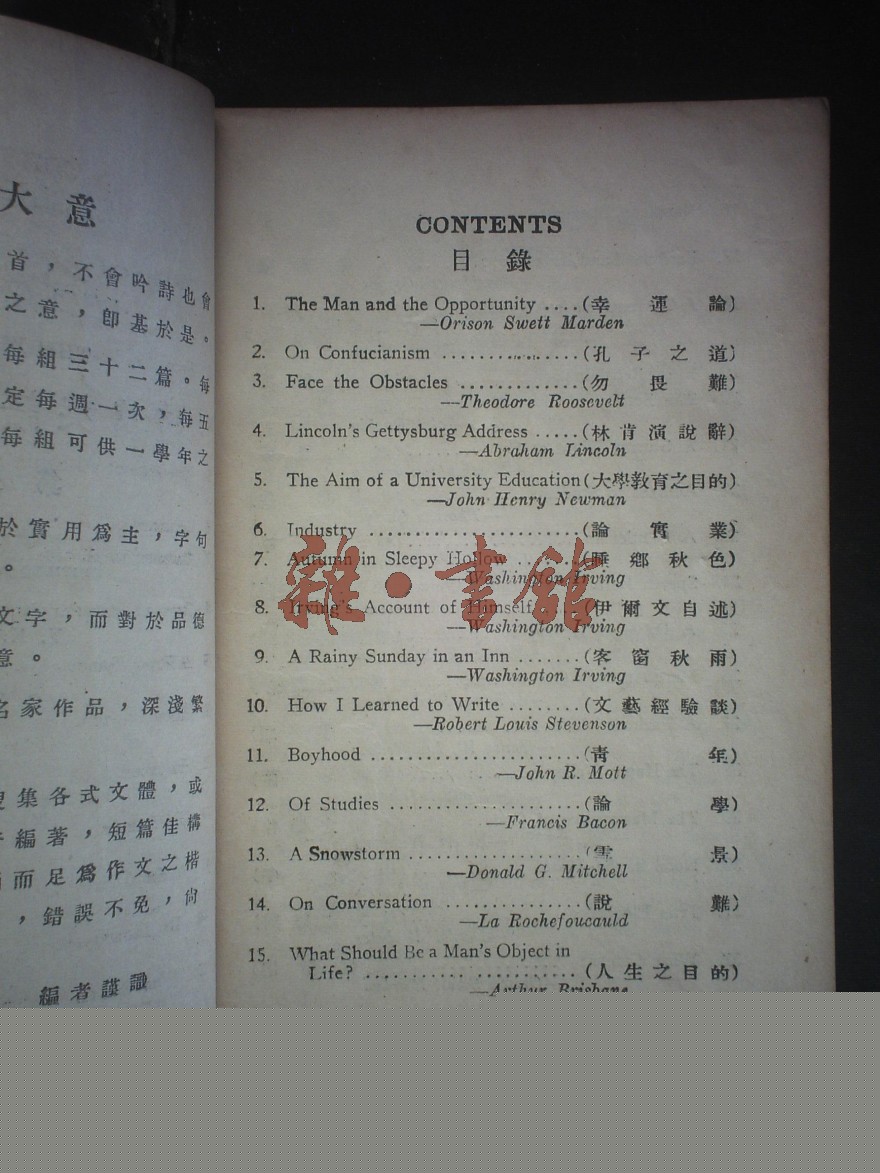 大意
首，不會吟詩也會
之意，卽基於是。
每組三十二篇。每
定每週一次，每五
每組可供一學年之
於實用爲主，字句
。
文字，而對於品德
意。
名家作品，深淺繁
集各式文體，或
編著，短篇佳構
而足爲作文之楷
，錯誤不免，尙
編者謹識
CONTENTS
目錄
1. The Man and the Opportunity ....(幸運論)
—Orison Swett Marden
2. On Confucianism ................(孔子之道)
3. Face the Obstacles .............(勿畏難)
—Theodore Roosevelt
4. Lincoln's Gettysburg Address .....(林肯演說辭)
—Abraham Lincoln
5. The Aim of a University Education(大學敎育之目的)
—John Henry Newman
6. Industry .......................(論實業)
7. Autumn in Sleepy Hollow ........(睡鄕秋色)
—Washington Irving
8. Irving's Account of Himself......(伊爾文自述)
—Washington Irving
9. A Rainy Sunday in an Inn .......(客窗秋雨)
—Washington Irving
10. How I Learned to Write ........(文藝經驗談)
—Robert Louis Stevenson
11. Boyhood .......................(靑年)
—John R. Mott
12. Of Studies .....................(論學)
—Francis Bacon
13. A Snowstorm ...................(雪景)
—Donald G. Mitchell
14. On Conversation ...............(說難)
—La Rochefoucauld
15. What Should Be a Man's Object in
Life? .......................(人生之目的)
—Arthur Brisbane
雜·書館